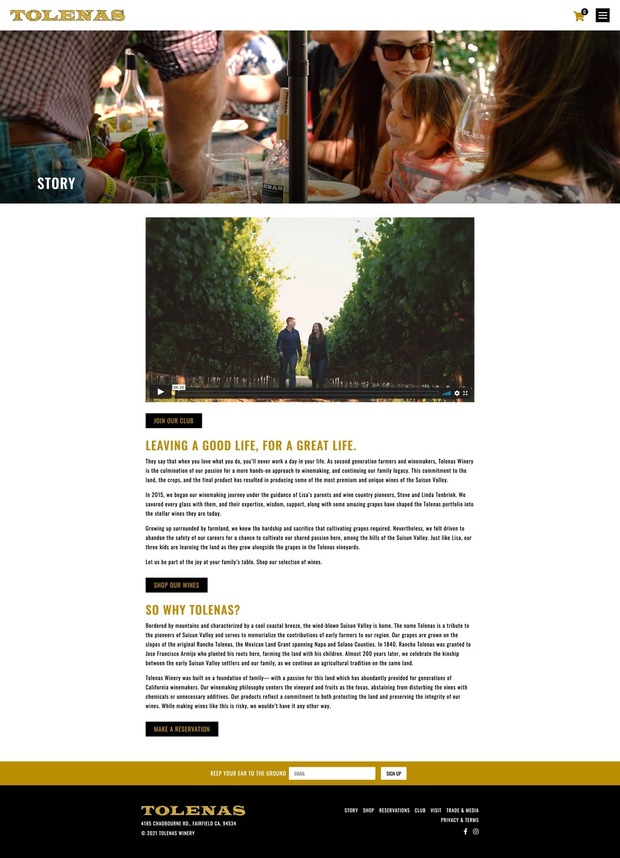 TOLENAS
0
TOLENAS
TOLENAS
STORY
04:10
JOIN OUR CLUB
LEAVING A GOOD LIFE, FOR A GREAT LIFE.
They say that when you love what you do, you'll never work a day in your life. As second generation farmers and winemakers, Tolenas Winery
is the culmination of our passion for a more hands-on approach to winemaking, and continuing our family legacy. This commitment to the
land, the crops, and the final product has resulted in producing some of the most premium and unique wines of the Suisun Valley.
In 2015, we began our winemaking journey under the guidance of Lisa's parents and wine country pioneers, Steve and Linda Tenbrink. We
savored every glass with them, and their expertise, wisdom, support, along with some amazing grapes have shaped the Tolenas portfolio into
the stellar wines they are today.
Growing up surrounded by farmland, we knew the hardship and sacrifice that cultivating grapes required. Nevertheless, we felt driven to
abandon the safety of our careers for a chance to cultivate our shared passion here, among the hills of the Suisun Valley. Just like Lisa, our
three kids are learning the land as they grow alongside the grapes in the Tolenas vineyards.
Let us be part of the joy at your family's table. Shop our selection of wines.
SHOP OUR WINES
SO WHY TOLENAS?
Bordered by mountains and characterized by a cool coastal breeze, the wind-blown Suisun Valley is home. The name Tolenas is a tribute to
the pioneers of Suisun Valley and serves to memorialize the contributions of early farmers to our region. Our grapes are grown on the
slopes of the original Rancho Tolenas, the Mexican Land Grant spanning Napa and Solano Counties. In 1840, Rancho Tolenas was granted to
Jose Francisco Armijo who planted his roots here, farming the land with his children. Almost 200 years later, we celebrate the kinship
between the early Suisun Valley settlers and our family, as we continue an agricultural tradition on the same land.
Tolenas Winery was built on a foundation of family— with a passion for this land which has abundantly provided for generations of
California winemakers. Our winemaking philosophy centers the vineyard and fruits as the focus, abstaining from disturbing the vines with
chemicals or unnecessary additives. Our products reflect a commitment to both protecting the land and preserving the integrity of our
vines. While making wines like this is risky, we wouldn't have it any other way.
MAKE A RESERVATION
KEEP YOUR EAR TO THE GROUND EMAIL SIGN UP
TOLENAS
4185 CHADBOURNE RD., FAIRFIELD CA, 94534
© 2021 TOLENAS WINERY
STORY SHOP RESERVATIONS CLUB VISIT TRADE & MEDIA
PRIVACY & TERMS